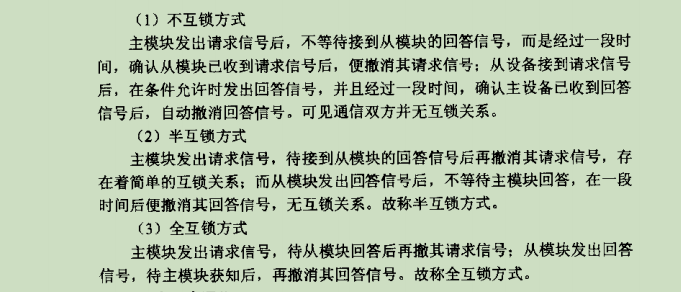 (1) 不互锁方式
主模块发出请求信号后，不等待接到从模块的回答信号，而是经过一段时
间，确认从模块已收到请求信号后，便撤消其请求信号；从设备接到请求信号
后，在条件允许时发出回答信号，并且经过一段时间，确认主设备已收到回答
信号后，自动撤消回答信号。可见通信双方并无互锁关系。
(2) 半互锁方式
主模块发出请求信号，待接到从模块的回答信号后再撤消其请求信号，存
在着简单的互锁关系；而从模块发出回答信号后，不等待主模块回答，在一段
时间后便撤消其回答信号，无互锁关系。故称半互锁方式。
(3) 全互锁方式
主模块发出请求信号，待从模块回答后再撤其请求信号；从模块发出回答
信号，待主模块获知后，再撤消其回答信号。故称全互锁方式。